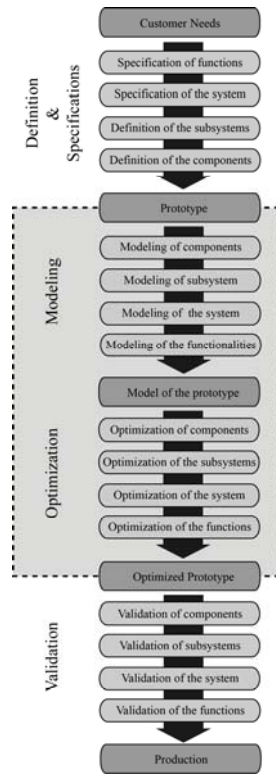 Customer Needs
Definition
&
Specifications
Specification of functions
Specification of the system
Definition of the subsystems
Definition of the components
Prototype
Modeling
Modeling of components
Modeling of subsystem
Modeling of the system
Modeling of the functionalities
Model of the prototype
Optimization
Optimization of components
Optimization of the subsystems
Optimization of the system
Optimization of the functions
Optimized Prototype
Validation
Validation of components
Validation of subsystems
Validation of the system
Validation of the functions
Production